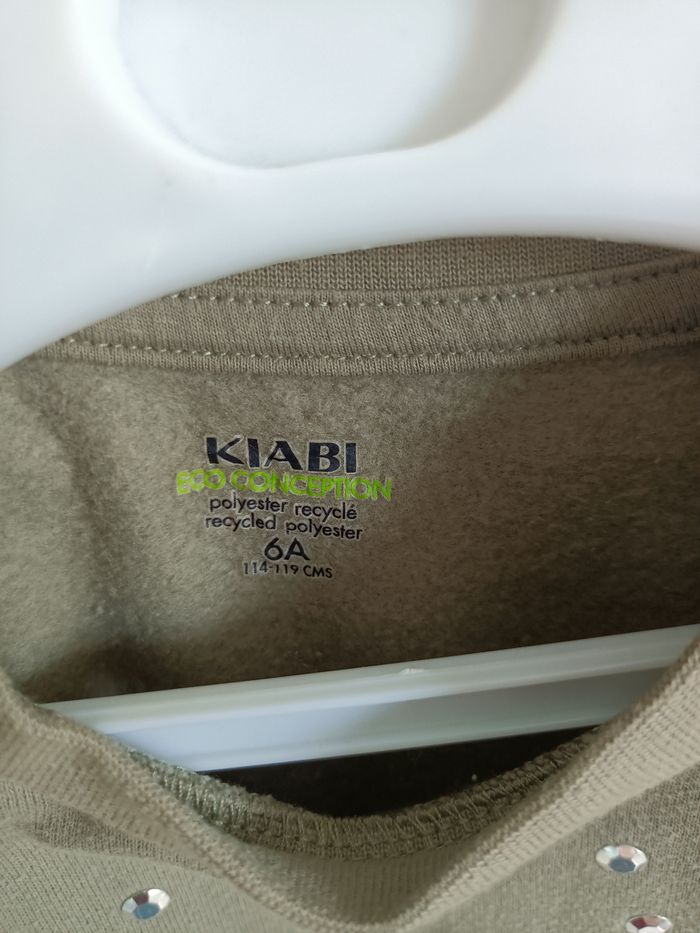 KIABI
ECO CONCEPTION
polyester recyclé
recycled polyester
6A
114-119 CMS